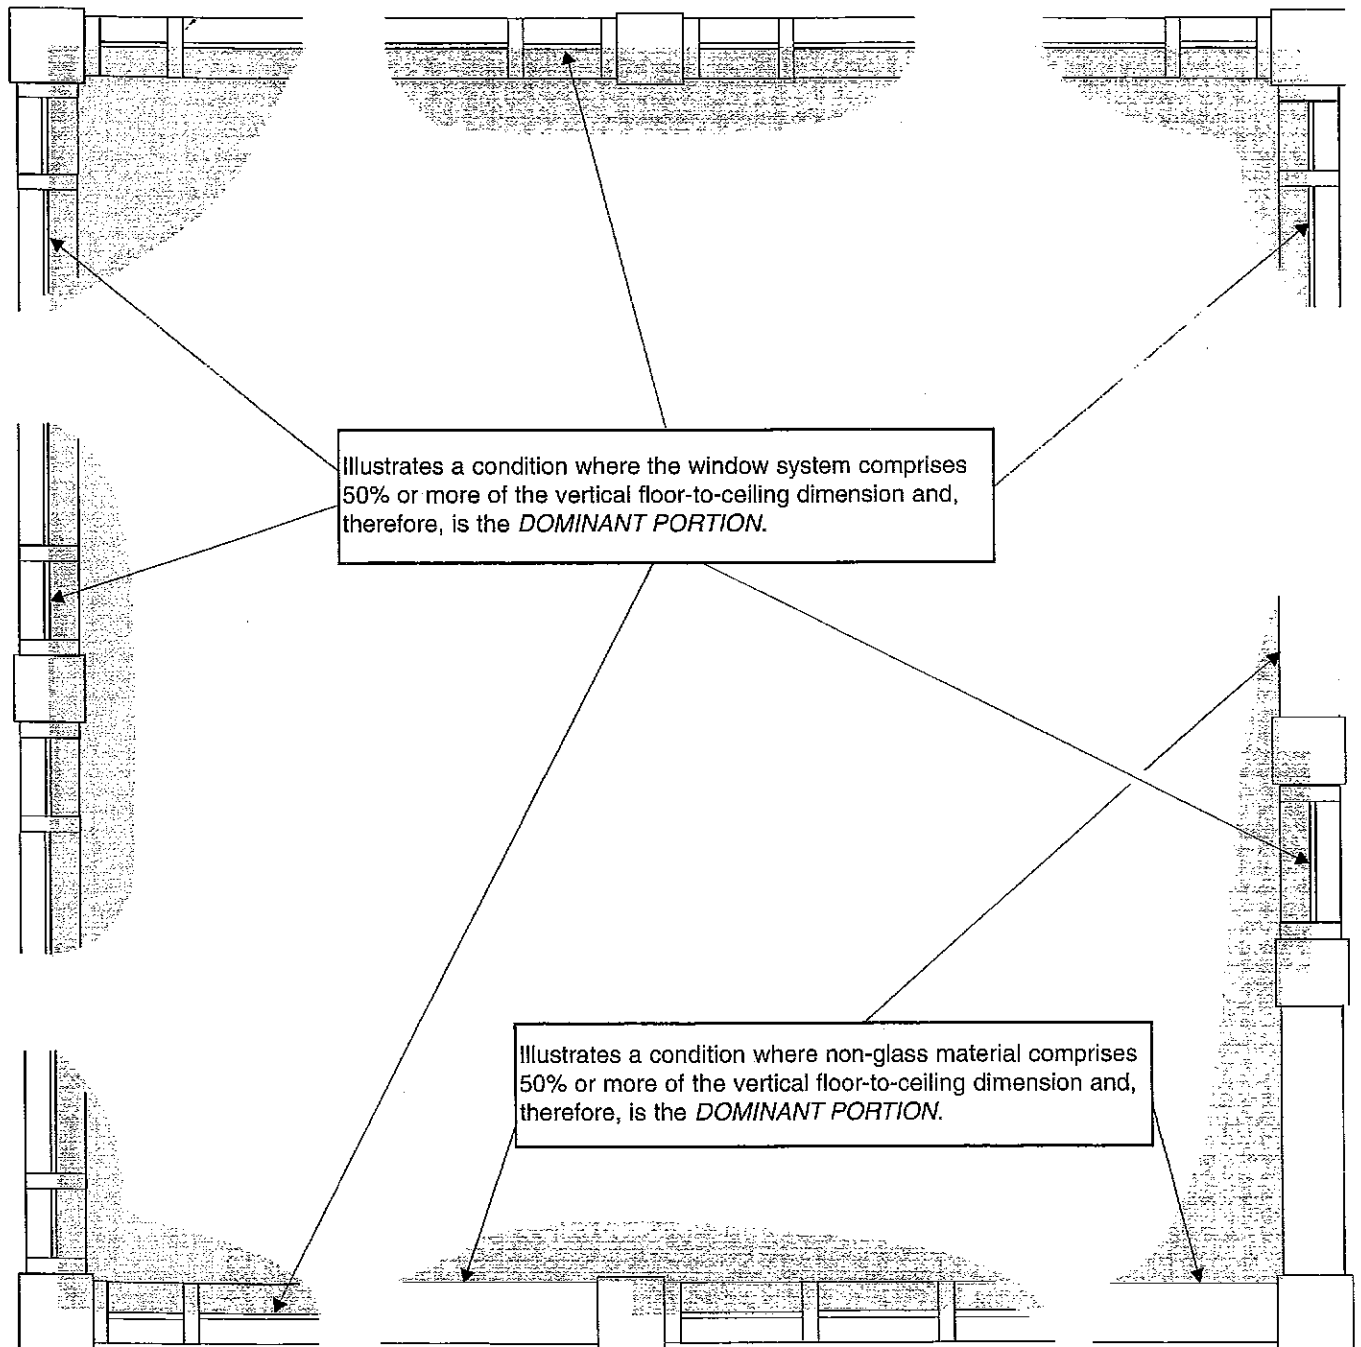 Illustrates a condition where the window system comprises
50% or more of the vertical floor-to-ceiling dimension and,
therefore, is the DOMINANT PORTION.
Illustrates a condition where non-glass material comprises
50% or more of the vertical floor-to-ceiling dimension and,
therefore, is the DOMINANT PORTION.